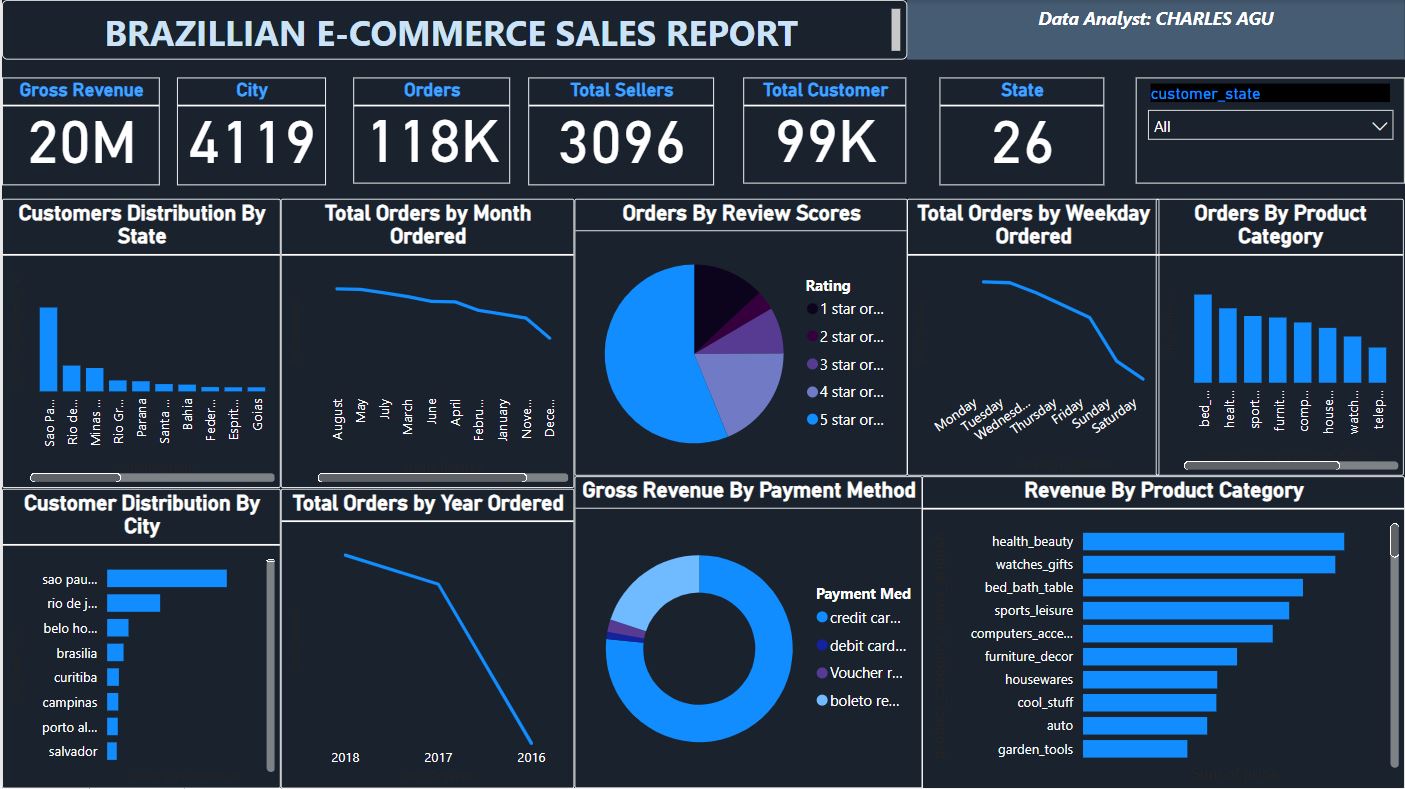 BRAZILLIAN E-COMMERCE SALES REPORT
Data Analyst: CHARLES AGU
Gross Revenue
20M
City
4119
Orders
118K
Total Sellers
3096
Total Customer
99K
State
26
customer_state
All
Customers Distribution By
State
Sao Pa...
Rio de...
Minas ...
Rio Gr...
Parana
Santa ...
Bahia
Feder...
Esprit...
Goias
Total Orders by Month
Ordered
August
May
July
March
June
April
Febru...
January
Nove...
Dece...
Orders By Review Scores
Rating
1 star or...
2 star or...
3 star or...
4 star or...
5 star or...
Total Orders by Weekday
Ordered
Monday
Tuesday
Wednesd...
Thursday
Friday
Sunday
Saturday
Orders By Product
Category
bed_...
healt...
sport...
furnit...
comp...
house...
watch...
telep...
Customer Distribution By
City
sao pau...
rio de j...
belo ho...
brasilia
curitiba
campinas
porto al...
salvador
Total Orders by Year Ordered
2018
2017
2016
Gross Revenue By Payment Method
Payment Med
credit car...
debit card...
Voucher r...
boleto re...
Revenue By Product Category
health_beauty
watches_gifts
bed_bath_table
sports_leisure
computers_acce...
furniture_decor
housewares
cool_stuff
auto
garden_tools